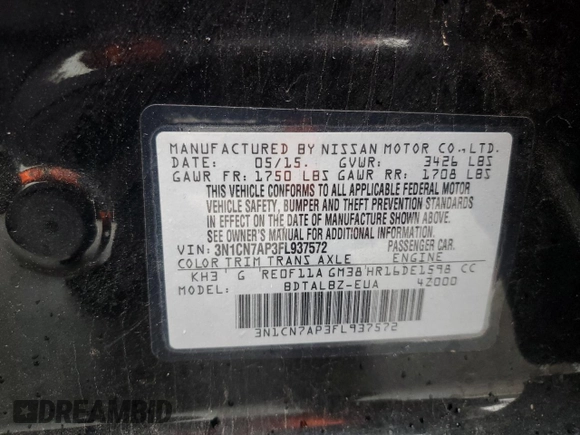 MANUFACTURED BY NISSAN MOTOR CO.,LTD.
DATE: 05/15. GVWR: 3426 LBS
GAWR FR: 1750 LBS GAWR RR: 1708 LBS
THIS VEHICLE CONFORMS TO ALL APPLICABLE FEDERAL MOTOR
VEHICLE SAFETY, BUMPER AND THEFT PREVENTION STANDARDS
IN EFFECT ON THE DATE OF MANUFACTURE SHOWN ABOVE.
SEE OWNER'S MANUAL FOR ADDITIONAL INFORMATION.
VIN: 3N1CN7AP3FL937572 PASSENGER CAR.
COLOR TRIM TRANS AXLE ENGINE
KH3 ' G RE0F11A GM38 HR16DE1598 CC
MODEL: BDTALBZ-EUA 4Z000
3N1CN7AP3FL937572
DREAMBID